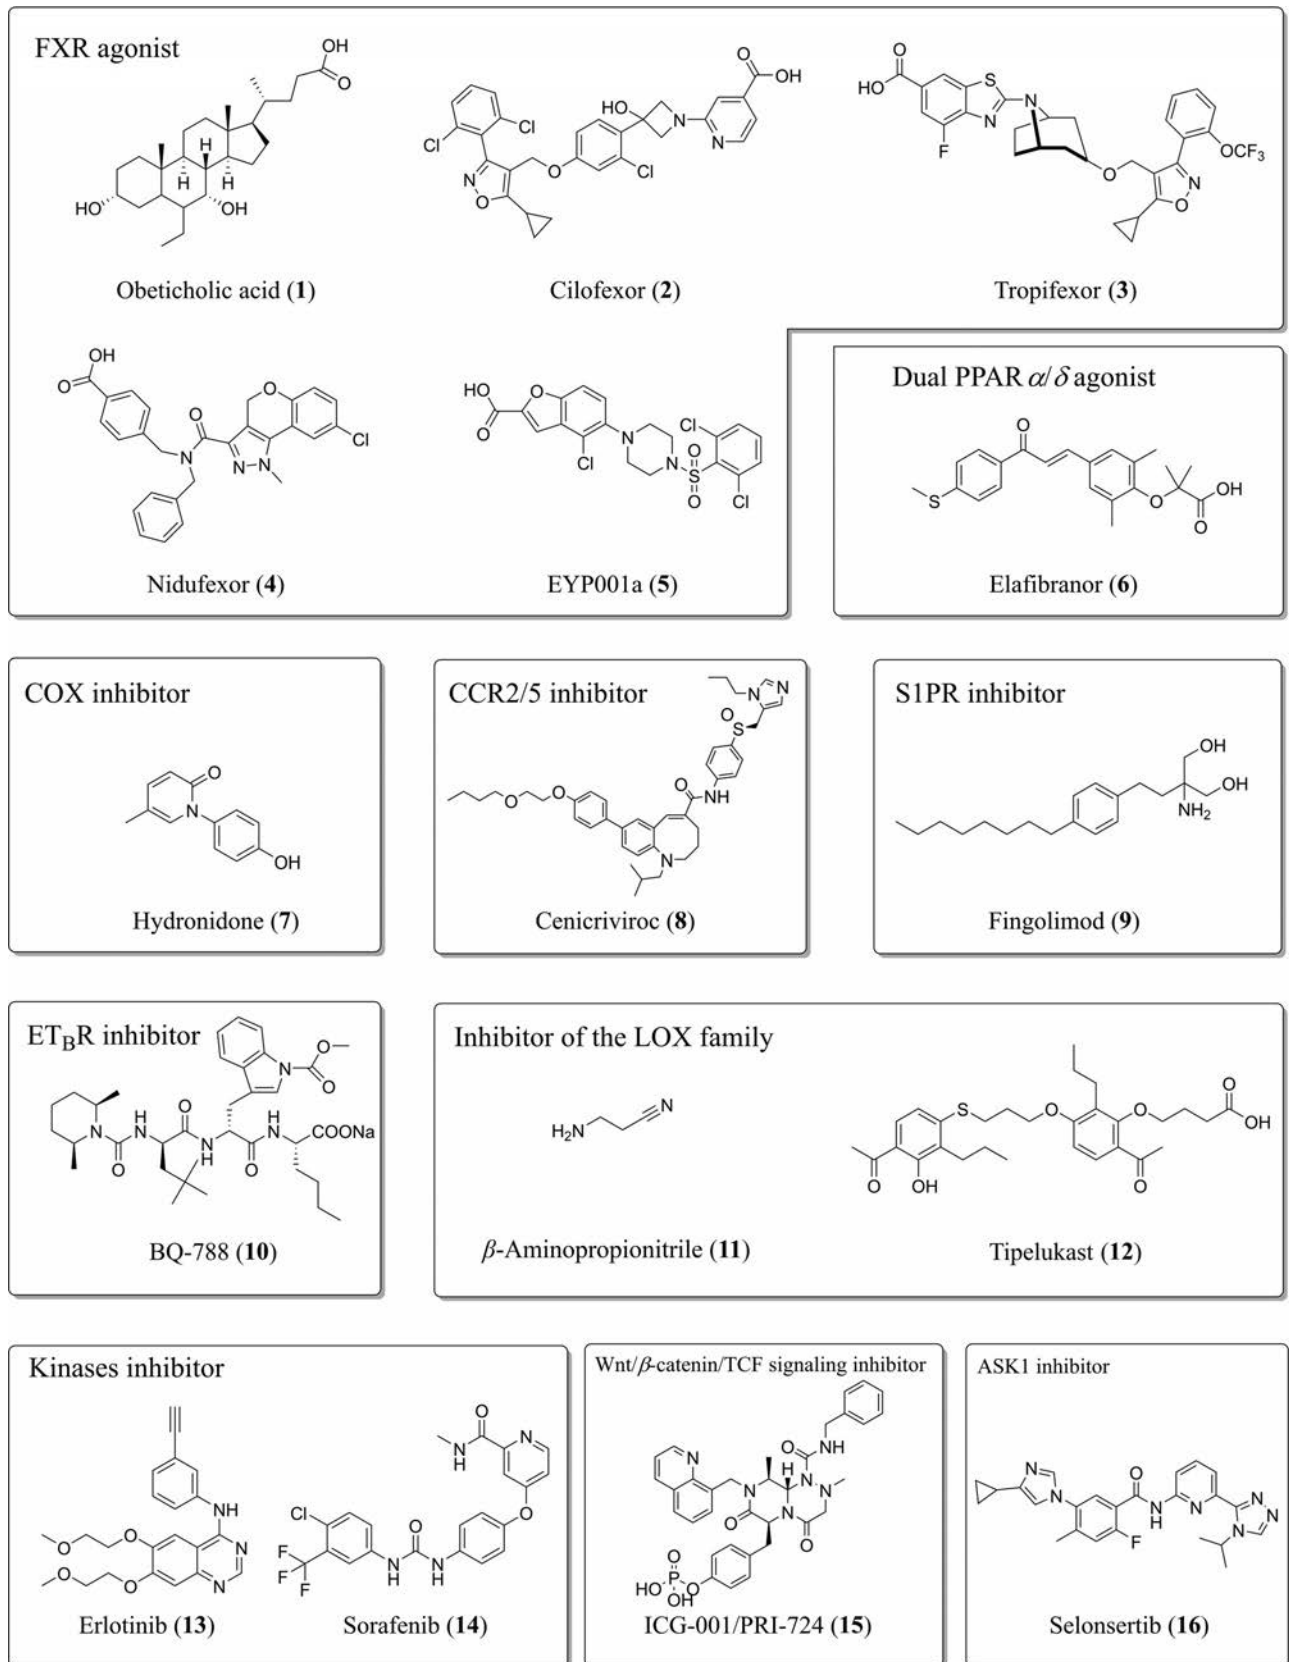 FXR agonist
Obeticholic acid (1)
Cilofexor (2)
Tropifexor (3)
Nidufexor (4)
EYP001a (5)
Dual PPAR α/δ agonist
Elafibranor (6)
COX inhibitor
Hydronidone (7)
CCR2/5 inhibitor
Cenicriviroc (8)
S1PR inhibitor
Fingolimod (9)
ETBR inhibitor
COONa
BQ-788 (10)
Inhibitor of the LOX family
β-Aminopropionitrile (11)
Tipelukast (12)
Kinases inhibitor
Erlotinib (13)
Sorafenib (14)
Wnt/β-catenin/TCF signaling inhibitor
ICG-001/PRI-724 (15)
ASK1 inhibitor
Selonsertib (16)